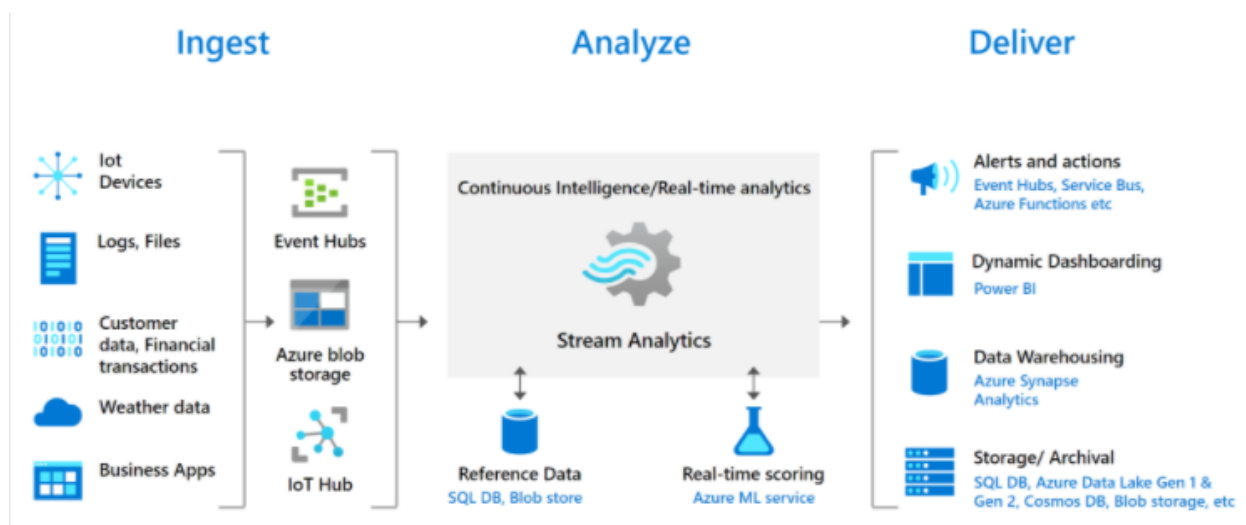 Ingest
Analyze
Deliver
Iot
Devices
Logs, Files
Customer
data, Financial
transactions
Weather data
Business Apps
Event Hubs
Azure blob
storage
IoT Hub
Continuous Intelligence/Real-time analytics
Stream Analytics
Reference Data
SQL DB, Blob store
Real-time scoring
Azure ML service
Alerts and actions
Event Hubs, Service Bus,
Azure Functions etc
Dynamic Dashboarding
Power BI
Data Warehousing
Azure Synapse
Analytics
Storage/ Archival
SQL DB, Azure Data Lake Gen 1 &
Gen 2, Cosmos DB, Blob storage, etc